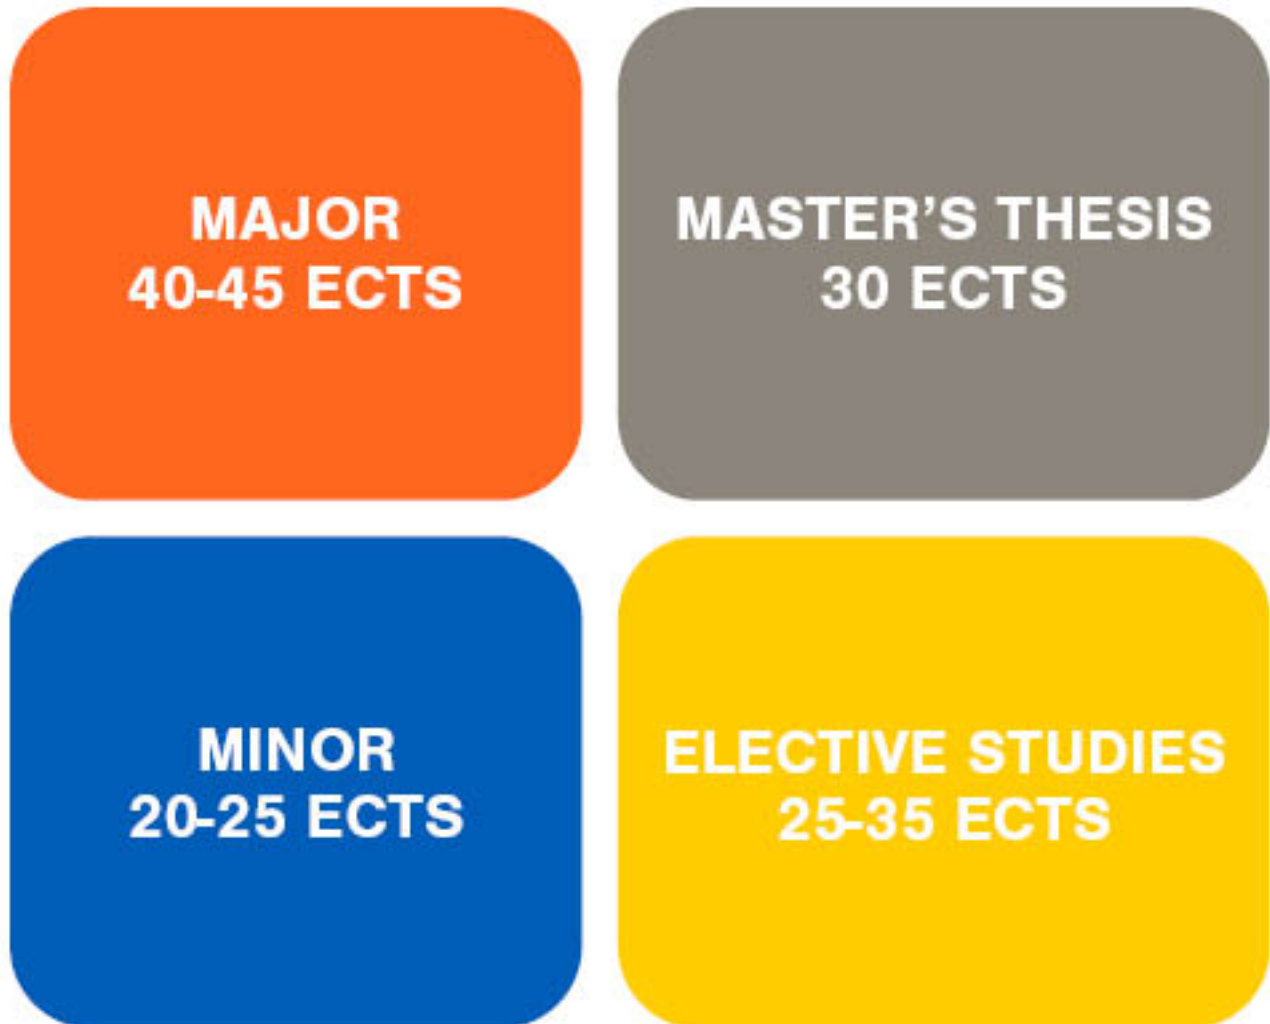 MAJOR
40-45 ECTS
MASTER’S THESIS
30 ECTS
MINOR
20-25 ECTS
ELECTIVE STUDIES
25-35 ECTS